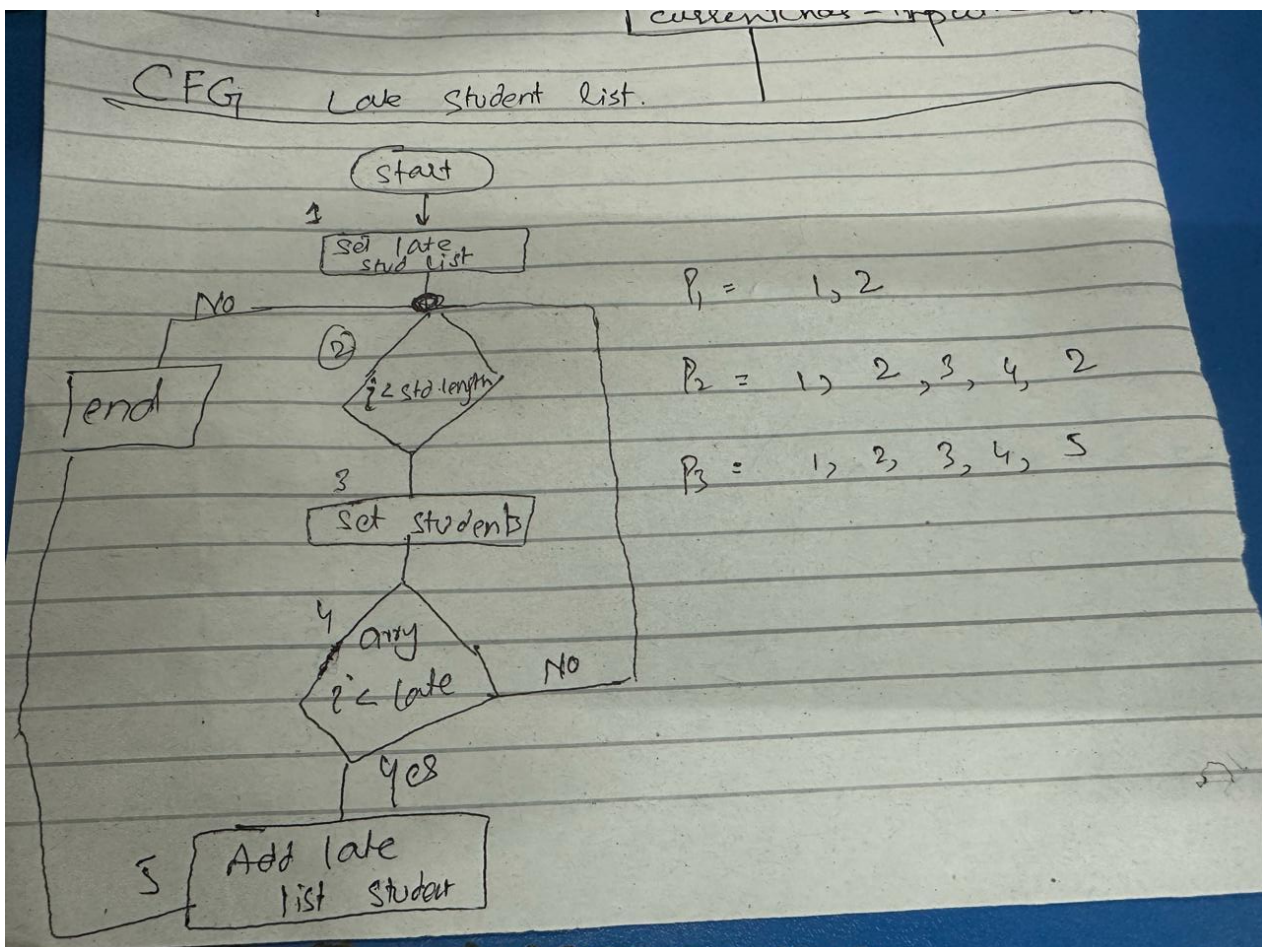 CFG Late Student list.
start
1
Set late
stud list
No
P1 = 1, 2
2
i < std.length
end
P2 = 1, 2, 3, 4, 2
3
P3 = 1, 2, 3, 4, 5
Set students
4
arry
i < late
No
Yes
5
Add late
list student